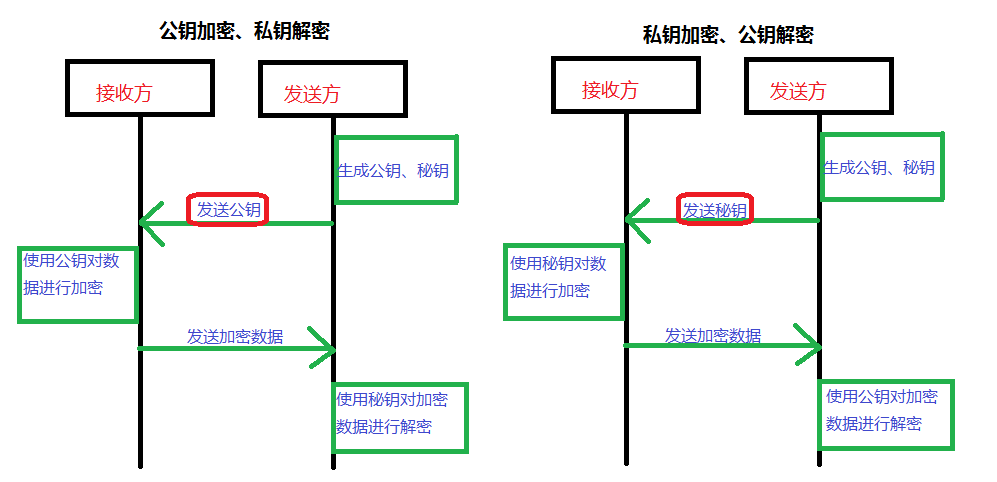 公钥加密、私钥解密
接收方
发送方
生成公钥、秘钥
发送公钥
使用公钥对数
据进行加密
发送加密数据
使用秘钥对加密
数据进行解密
私钥加密、公钥解密
接收方
发送方
生成公钥、秘钥
发送秘钥
使用秘钥对数
据进行加密
发送加密数据
使用公钥对加密
数据进行解密